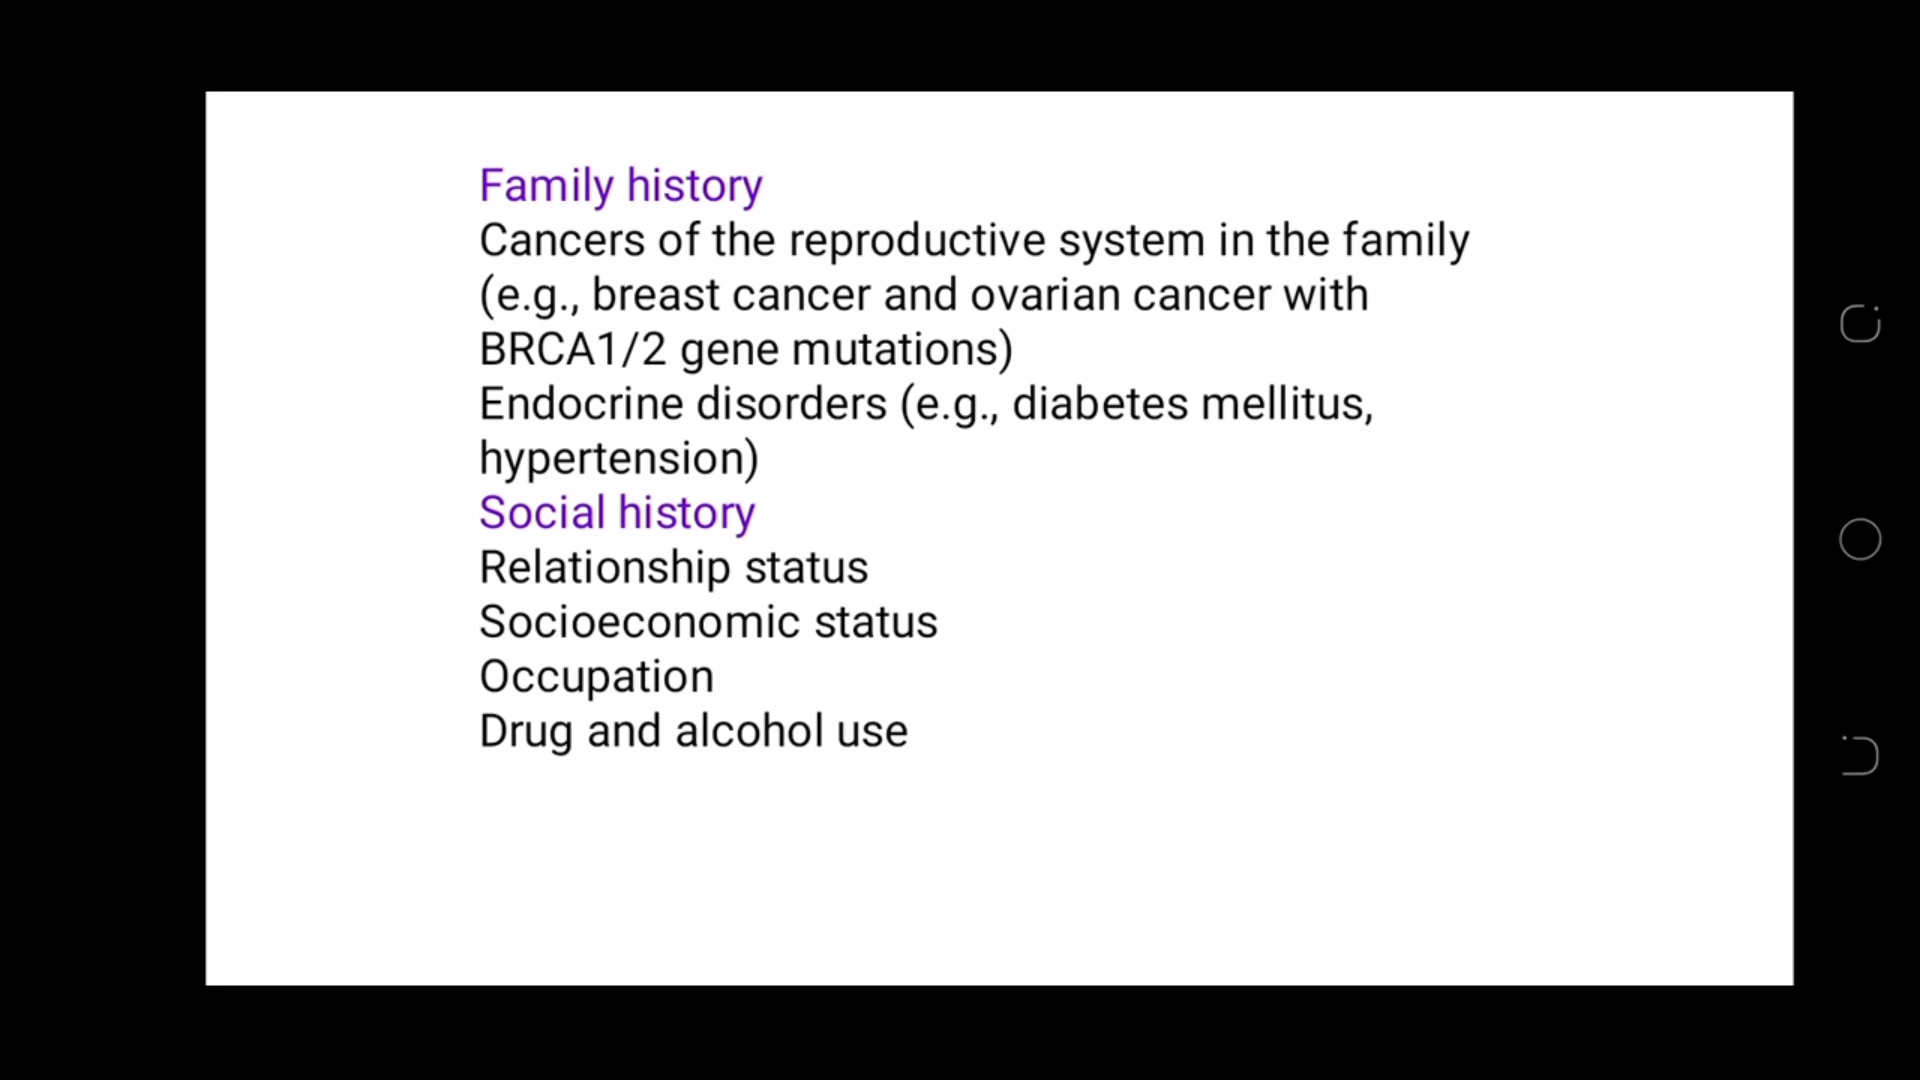 Family history
Cancers of the reproductive system in the family
(e.g., breast cancer and ovarian cancer with
BRCA1/2 gene mutations)
Endocrine disorders (e.g., diabetes mellitus,
hypertension)
Social history
Relationship status
Socioeconomic status
Occupation
Drug and alcohol use